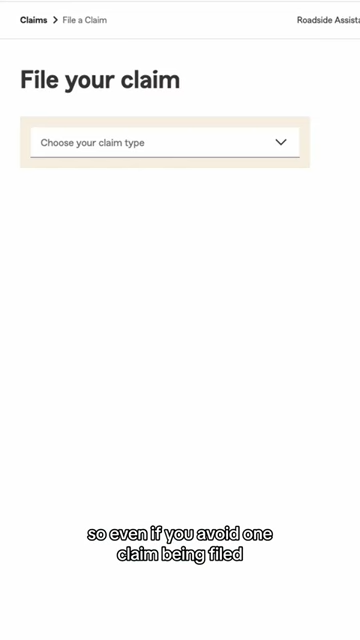 Claims > File a Claim
Roadside Assista
File your claim
Choose your claim type
so even if you avoid one
claim being filed